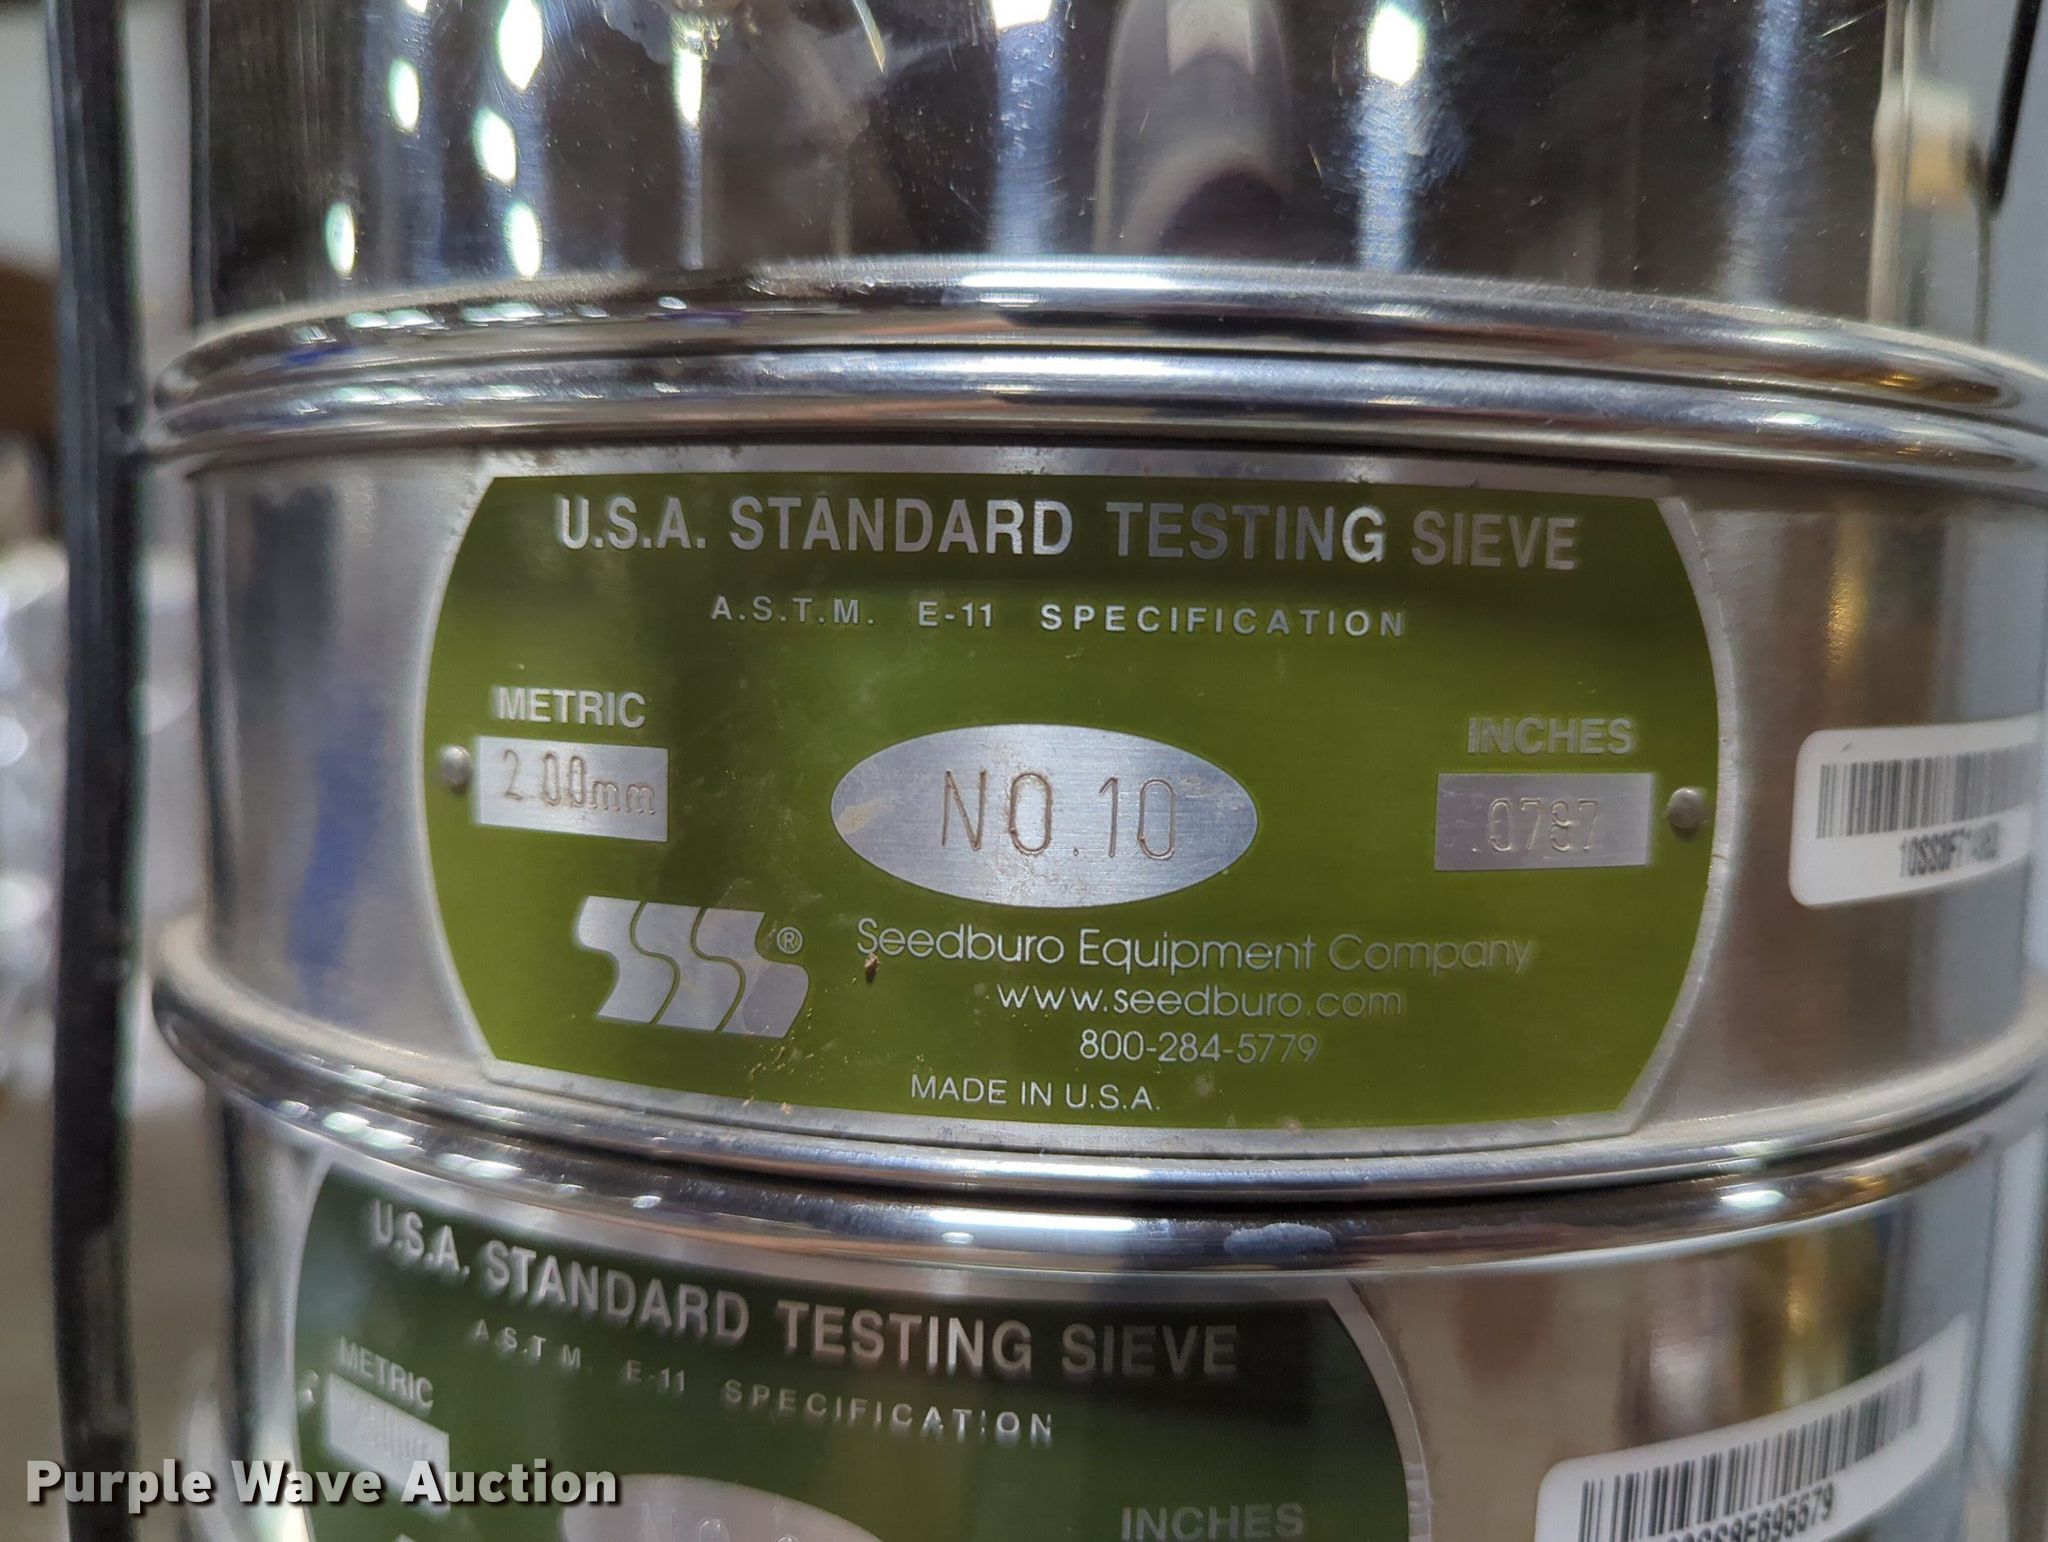 U.S.A. STANDARD TESTING SIEVE
A.S.T.M. E-11 SPECIFICATION
METRIC
INCHES
2.00mm
NO.10
.0787
SSS®
Seedburo Equipment Company
www.seedburo.com
800-284-5779
MADE IN U.S.A.
U.S.A. STANDARD TESTING SIEVE
A.S.T.M. E-11 SPECIFICATION
METRIC
INCHES
Purple Wave Auction